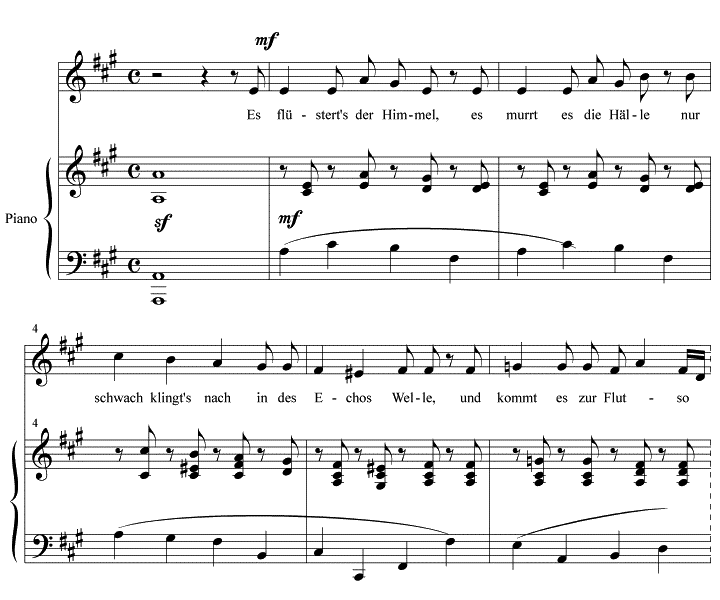 mf
Es flü - stert's der Him-mel, es murrt es die Häl-le nur
Piano
sf
mf
4
schwach klingt's nach in des E-chos Wel-le, und kommt es zur Flut - so
4